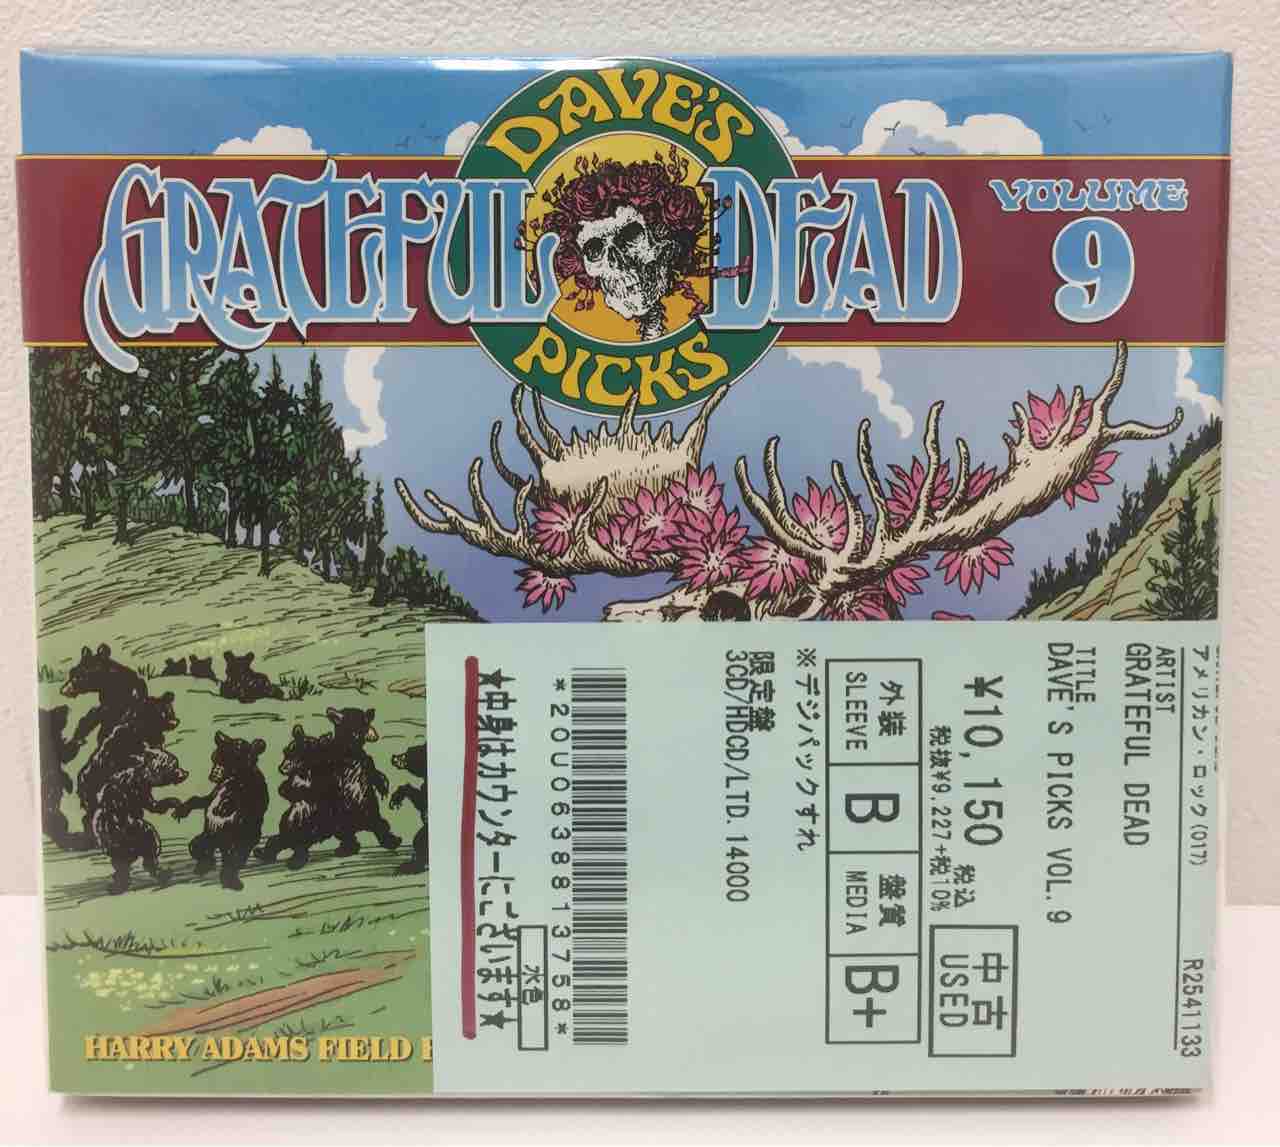 DAVE'S
GRATEFUL DEAD
PICKS
VOLUME
9
HARRY ADAMS FIELD
アメリカン・ロック(017)
R2541133
ARTIST
GRATEFUL DEAD
TITLE
DAVE'S PICKS VOL. 9
¥10,150 税込
税抜¥9,227+税10%
中古
USED
外装
SLEEVE
B
盤質
MEDIA
B+
※デジパックすれ
限定盤
3CD/HDCD/LTD.14000
*20U063881375​8*
水色
★中身はカウンターにございます★